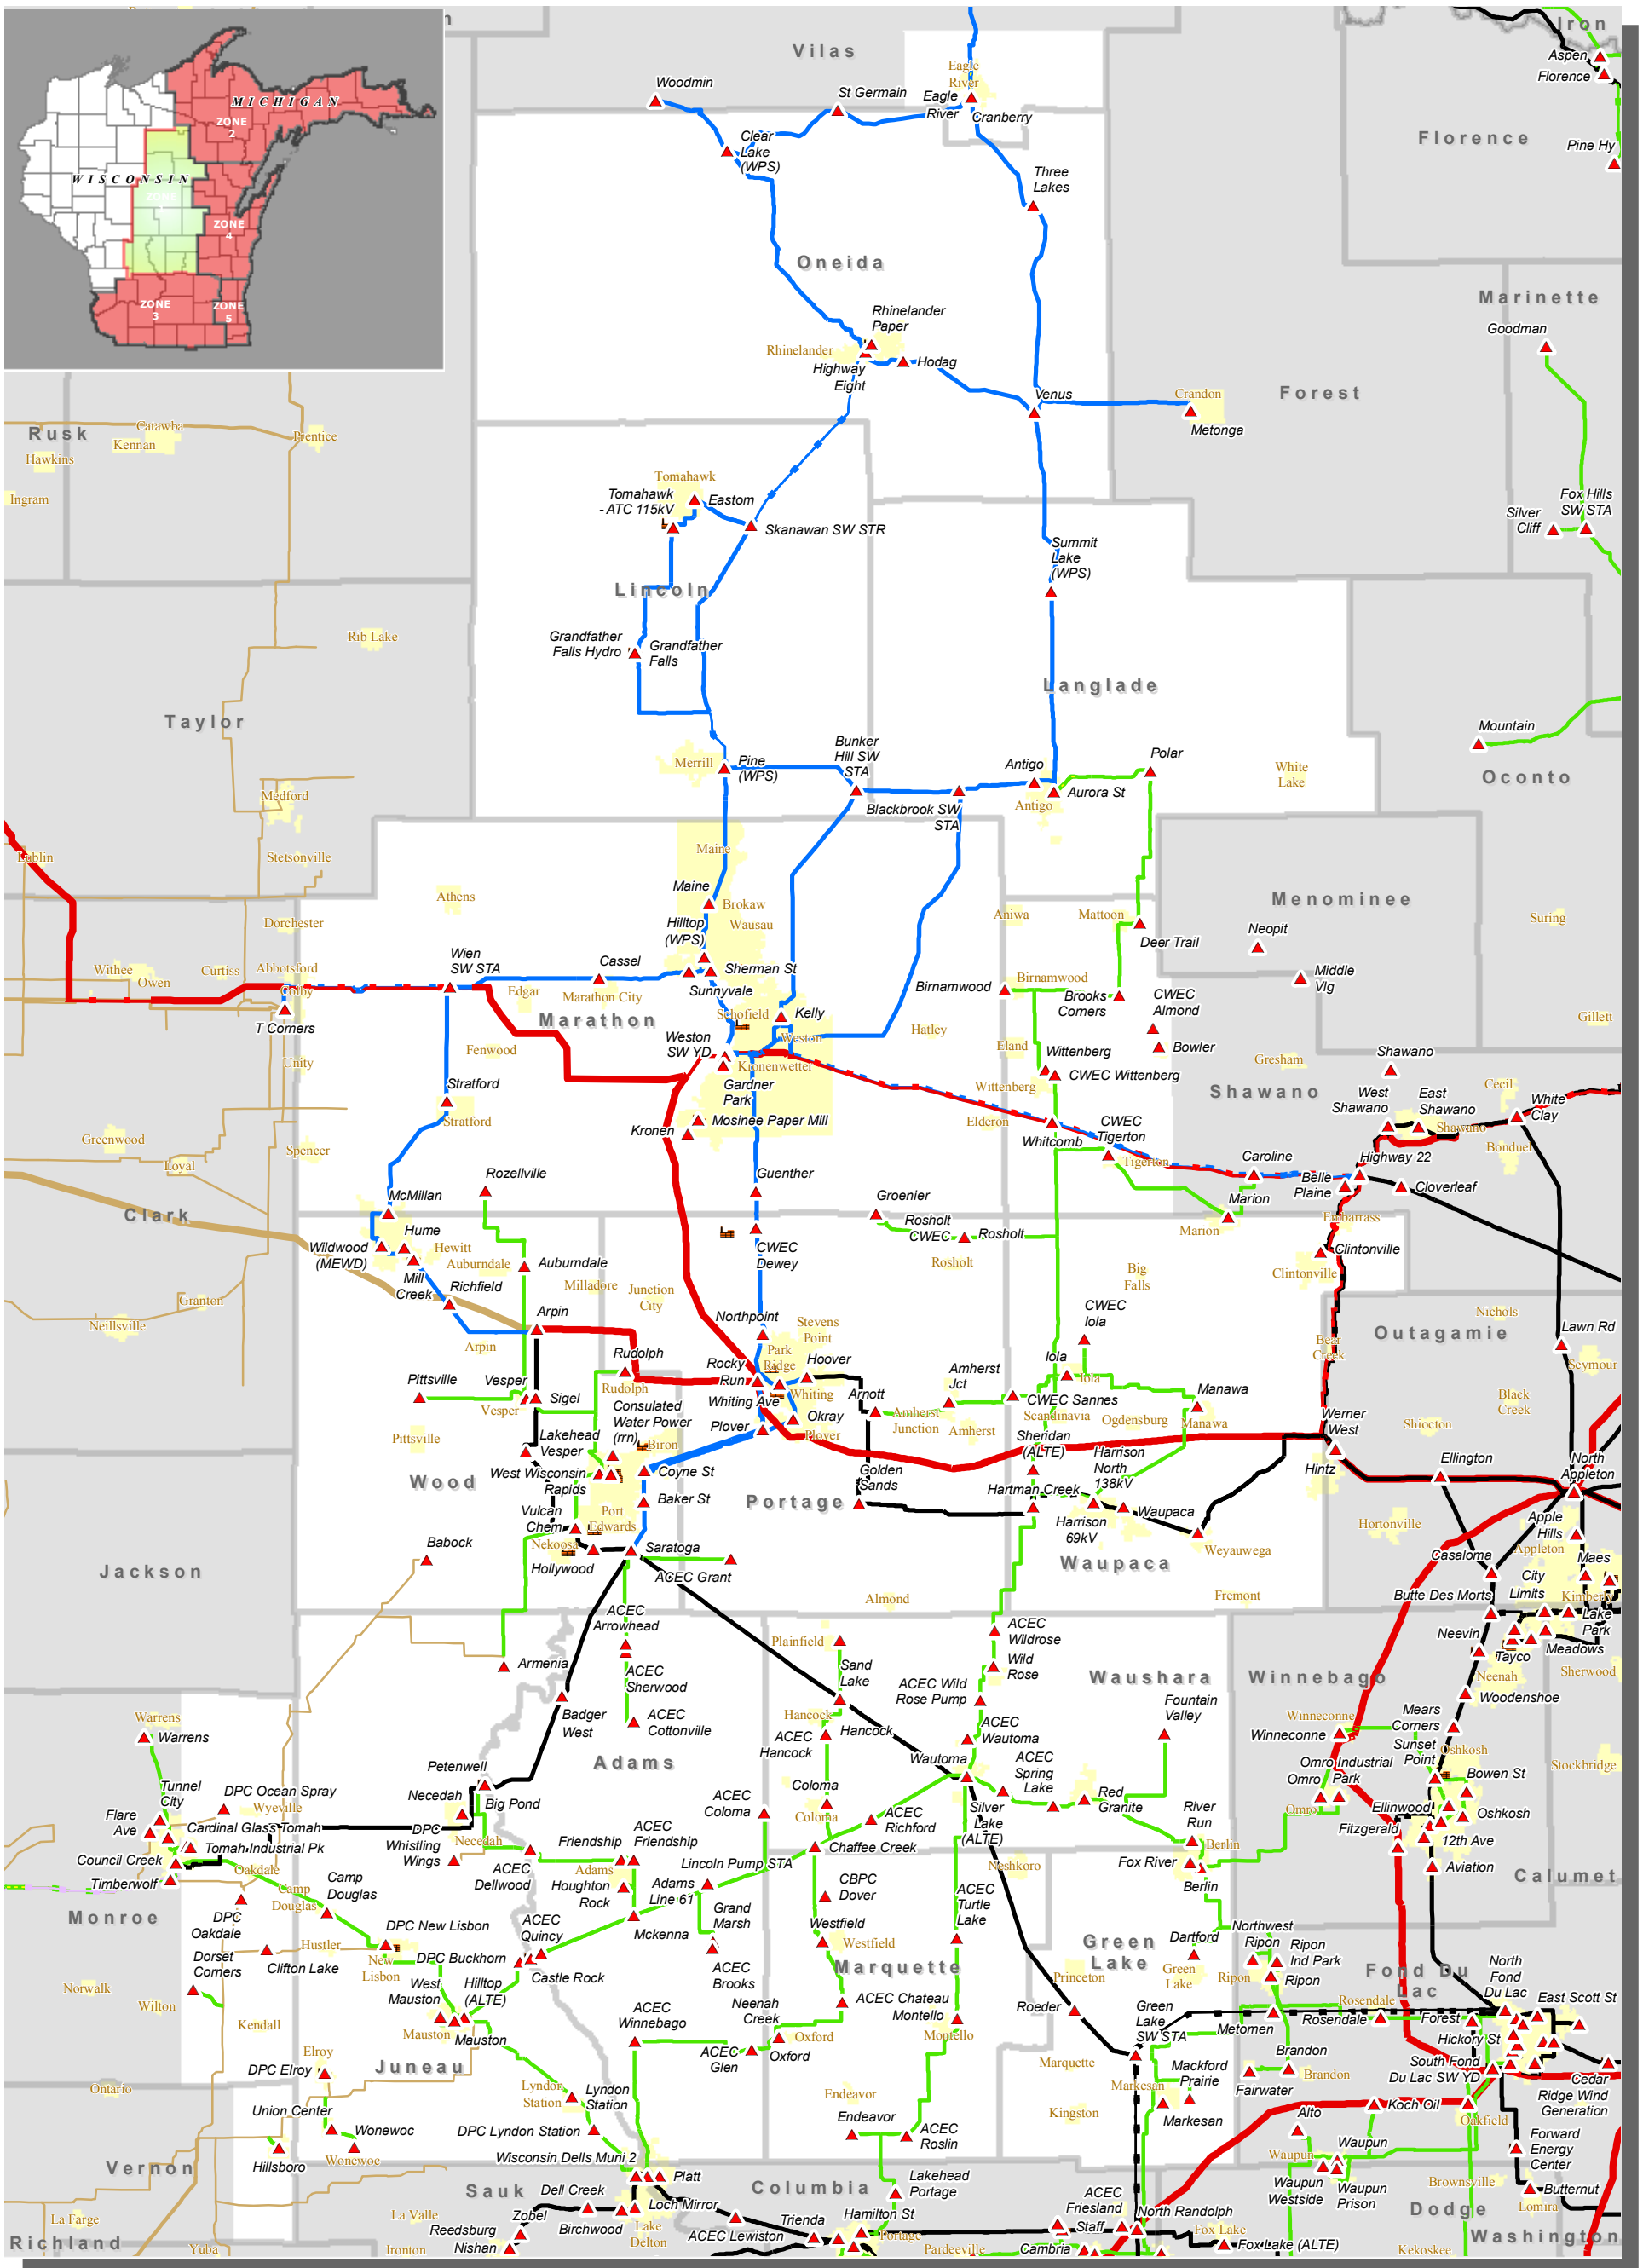 MICHIGAN
ZONE
2
WISCONSIN
ZONE
4
ZONE
3
ZONE
5
Vilas
Iron
Aspen
Florence
Florence
Pine Hy
Woodmin
St Germain
Eagle
River
Eagle
River
Cranberry
Clear
Lake
(WPS)
Three
Lakes
Oneida
Marinette
Goodman
Rhinelander
Paper
Rhinelander
Highway
Eight
Hodag
Venus
Crandon
Metonga
Forest
Rusk
Catawba
Kennan
Hawkins
Prentice
Ingram
Tomahawk
Tomahawk
- ATC 115kV
Eastom
Skanawan SW STR
Fox Hills
SW STA
Silver
Cliff
Summit
Lake
(WPS)
Lincoln
Rib Lake
Grandfather
Falls Hydro
Grandfather
Falls
Langlade
Taylor
Mountain
Oconto
Merrill
Pine
(WPS)
Bunker
Hill SW
STA
Antigo
Polar
Aurora St
Antigo
White
Lake
Blackbrook SW
STA
Medford
Lublin
Stetsonville
Maine
Maine
Brokaw
Wausau
Athens
Menominee
Dorchester
Hilltop
(WPS)
Aniwa
Mattoon
Deer Trail
Neopit
Suring
Wien
SW STA
Cassel
Sherman St
Sunnyvale
Withee
Owen
Curtiss
Abbotsford
Colby
Edgar
Marathon City
Birnamwood
Birnamwood
Brooks
Corners
CWEC
Almond
Middle
Vlg
T Corners
Marathon
Schofield
Kelly
Weston
Hatley
Gillett
Unity
Fenwood
Weston
SW YD
Kronenwetter
Eland
Wittenberg
CWEC Wittenberg
Wittenberg
Bowler
Gresham
Shawano
Shawano
Cecil
Stratford
Stratford
Gardner
Park
Mosinee Paper Mill
Kronen
Elderon
Whitcomb
CWEC
Tigerton
Tigerton
West
Shawano
East
Shawano
Shawano
White
Clay
Bonduel
Greenwood
Loyal
Spencer
Rozellville
Guenther
Caroline
Highway 22
Belle
Plaine
Cloverleaf
Clark
McMillan
Groenier
Marion
Marion
Embarrass
Hume
Hewitt
Wildwood
(MEWD)
Auburndale
Auburndale
Mill
Creek
Richfield
CWEC
Dewey
Rosholt
CWEC
Rosholt
Rosholt
Clintonville
Clintonville
Granton
Neillsville
Milladore
Junction
City
Big
Falls
CWEC
Iola
Nichols
Arpin
Arpin
Northpoint
Stevens
Point
Park
Ridge
Bear
Creek
Outagamie
Lawn Rd
Seymour
Rudolph
Rudolph
Rocky
Run
Hoover
Whiting
Whiting Ave
Iola
Iola
Amherst
Jct
Pittsville
Vesper
Vesper
Sigel
Arnott
Amherst
Junction
Amherst
CWEC Sannes
Scandinavia
Ogdensburg
Manawa
Manawa
Black
Creek
Shiocton
Pittsville
Consulated
Water Power
(rrn)
Biron
Plover
Okray
Plover
Sheridan
(ALTE)
Harrison
North
138kV
Werner
West
Hintz
Lakehead
Vesper
West Wisconsin
Rapids
Coyne St
Baker St
Golden
Sands
Hartman Creek
Harrison
69kV
Waupaca
Ellington
North
Appleton
Wood
Portage
Vulcan
Chem
Port
Edwards
Nekoosa
Hollywood
Saratoga
ACEC Grant
Weyauwega
Waupaca
Hortonville
Apple
Hills
Appleton
Babock
Jackson
Casaloma
Maes
City
Limits
Kimberly
Butte Des Morts
Lake
Park
Almond
Fremont
ACEC
Arrowhead
ACEC
Wildrose
Plainfield
Neevin
Tayco
Meadows
Armenia
ACEC
Sherwood
Sand
Lake
Wild
Rose
Waushara
Winnebago
Neenah
Sherwood
Woodenshoe
ACEC Wild
Rose Pump
Badger
West
ACEC
Cottonville
Hancock
Hancock
ACEC
Hancock
ACEC
Wautoma
Fountain
Valley
Winneconne
Winneconne
Mears
Corners
Warrens
Warrens
Adams
Wautoma
ACEC
Spring
Lake
Sunset
Point
Oshkosh
Stockbridge
Petenwell
Tunnel
City
DPC Ocean Spray
Wyeville
Necedah
Big Pond
ACEC
Coloma
Coloma
Coloma
Silver
Lake
(ALTE)
Red
Granite
Omro Industrial
Park
Omro
Omro
Bowen St
Flare
Ave
Cardinal Glass Tomah
Tomah Industrial Pk
Council Creek
Timberwolf
Oakdale
DPC
Whistling
Wings
Necedah
ACEC
Dellwood
Friendship
ACEC
Friendship
ACEC
Richford
Chaffee Creek
River
Run
Berlin
Ellinwood
Oshkosh
Fitzgerald
12th Ave
Aviation
Lincoln Pump STA
Neshkoro
Fox River
Berlin
Calumet
Camp
Douglas
Camp
Douglas
Adams
Houghton
Rock
Adams
Line 61
CBPC
Dover
ACEC
Turtle
Lake
Monroe
DPC
Oakdale
DPC New Lisbon
ACEC
Quincy
Mckenna
Grand
Marsh
Westfield
Westfield
Dartford
Northwest
Ripon
Ripon
Ind Park
Dorset
Corners
Clifton Lake
Hustler
New
Lisbon
DPC Buckhorn
Castle Rock
ACEC
Brooks
Marquette
Green
Lake
Princeton
Green
Lake
Ripon
Ripon
Fond Du
Lac
North
Fond
Du Lac
Norwalk
Wilton
West
Mauston
Hilltop
(ALTE)
ACEC
Winnebago
Neenah
Creek
ACEC Chateau
Montello
Montello
Roeder
Green
Lake
SW STA
Rosendale
Rosendale
Forest
East Scott St
Kendall
Mauston
Mauston
Metomen
Hickory St
Elroy
DPC Elroy
Juneau
ACEC
Glen
Oxford
Oxford
Marquette
Mackford
Prairie
Brandon
Brandon
Fairwater
South Fond
Du Lac SW YD
Cedar
Ridge Wind
Generation
Ontario
Lyndon
Station
Lyndon
Station
Endeavor
Endeavor
Kingston
Markesan
Markesan
Alto
Koch Oil
Oakfield
Union Center
Wonewoc
Wonewoc
DPC Lyndon Station
ACEC
Roslin
Waupun
Waupun
Forward
Energy
Center
Vernon
Hillsboro
Wisconsin Dells Muni 2
Platt
Columbia
Lakehead
Portage
Waupun
Westside
Waupun
Prison
Brownsville
Butternut
Sauk
Dell Creek
Loch Mirror
ACEC
Friesland
North Randolph
Dodge
Lomira
La Farge
La Valle
Zobel
Birchwood
Lake
Delton
ACEC Lewiston
Trienda
Hamilton St
Portage
Staff
Fox Lake
Richland
Yuba
Reedsburg
Nishan
Ironton
Pardeeville
Cambria
Fox Lake (ALTE)
Kekoskee
Washington